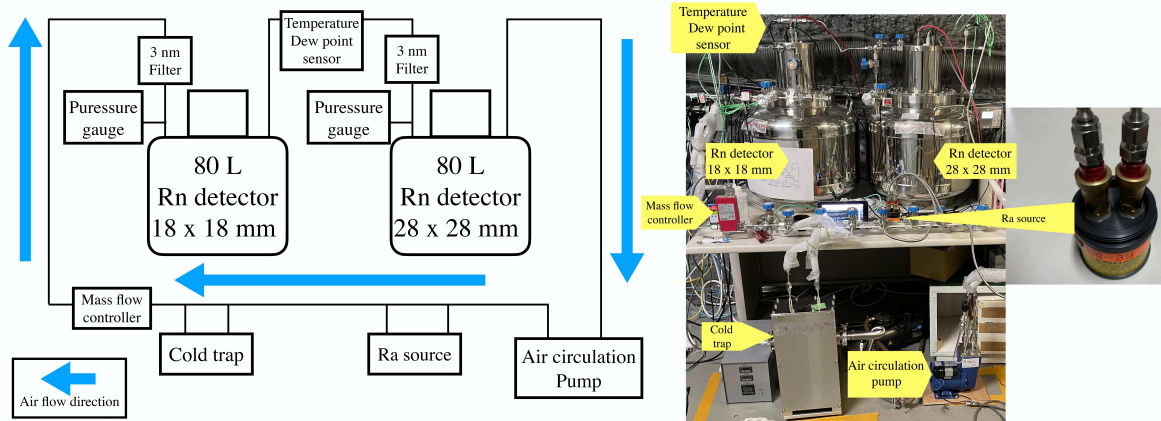 3 nm
Filter
Puressure
gauge
80 L
Rn detector
18 x 18 mm
Temperature
Dew point
sensor
3 nm
Filter
Puressure
gauge
80 L
Rn detector
28 x 28 mm
Mass flow
controller
Cold trap
Ra source
Air circulation
Pump
Air flow direction
Temperature
Dew point
sensor
Rn detector
18 x 18 mm
Rn detector
28 x 28 mm
Mass flow
controller
Ra source
Cold
trap
Air circulation
pump